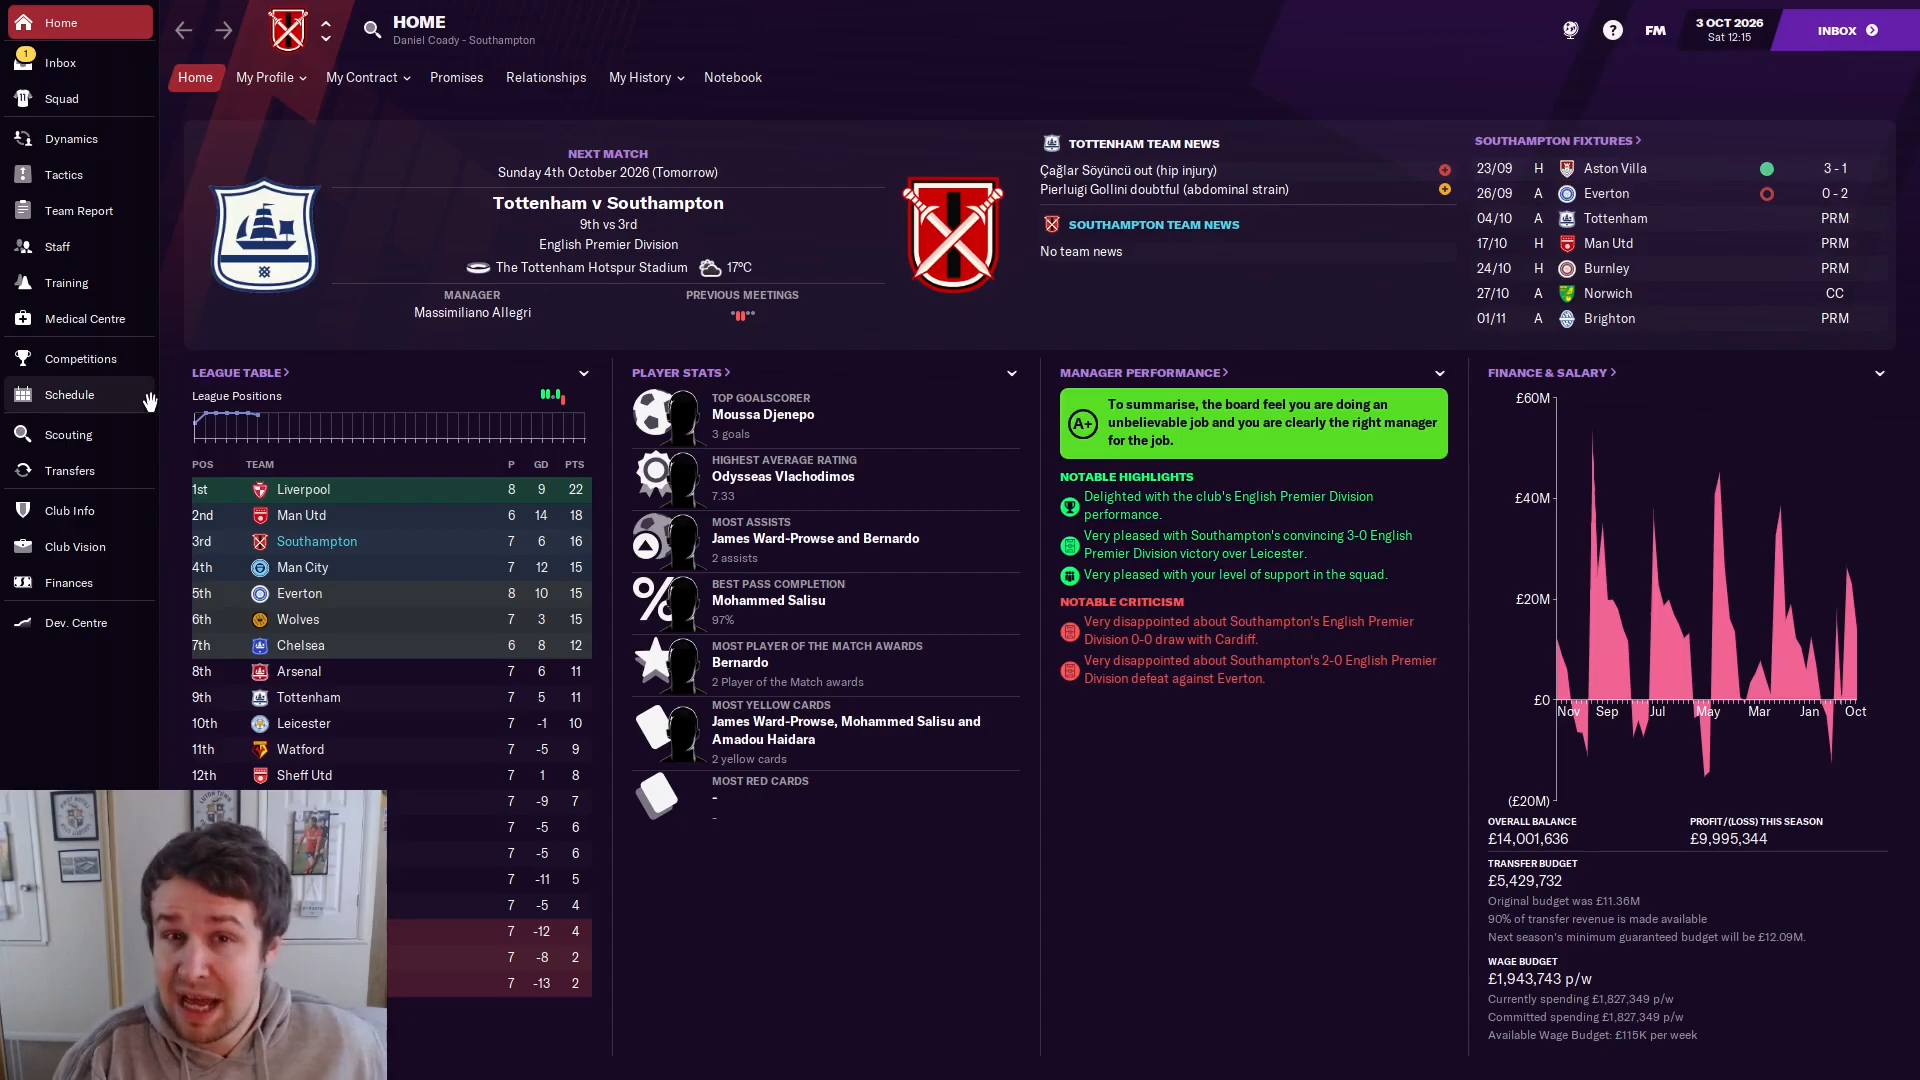 Home
1
Inbox
Squad
Dynamics
Tactics
Team Report
Staff
Training
Medical Centre
Competitions
Schedule
Scouting
Transfers
Club Info
Club Vision
Finances
Dev. Centre
HOME
Daniel Coady - Southampton
FM
3 OCT 2026
Sat 12:15
INBOX
Home
My Profile
My Contract
Promises
Relationships
My History
Notebook
NEXT MATCH
Sunday 4th October 2026 (Tomorrow)
Tottenham v Southampton
9th vs 3rd
English Premier Division
The Tottenham Hotspur Stadium 17ºC
MANAGER
Massimiliano Allegri
PREVIOUS MEETINGS
TOTTENHAM TEAM NEWS
Çağlar Söyüncü out (hip injury)
Pierluigi Gollini doubtful (abdominal strain)
SOUTHAMPTON TEAM NEWS
No team news
SOUTHAMPTON FIXTURES
23/09 H Aston Villa 3 - 1
26/09 A Everton 0 - 2
04/10 A Tottenham PRM
17/10 H Man Utd PRM
24/10 H Burnley PRM
27/10 A Norwich CC
01/11 A Brighton PRM
LEAGUE TABLE
League Positions
POS TEAM P GD PTS
1st Liverpool 8 9 22
2nd Man Utd 6 14 18
3rd Southampton 7 6 16
4th Man City 7 12 15
5th Everton 8 10 15
6th Wolves 7 3 15
7th Chelsea 6 8 12
8th Arsenal 7 6 11
9th Tottenham 7 5 11
10th Leicester 7 -1 10
11th Watford 7 -5 9
12th Sheff Utd 7 1 8
7 -9 7
7 -5 6
7 -5 6
7 -11 5
7 -5 4
7 -12 4
7 -8 2
7 -13 2
PLAYER STATS
TOP GOALSCORER
Moussa Djenepo
3 goals
HIGHEST AVERAGE RATING
Odysseas Vlachodimos
7.33
MOST ASSISTS
James Ward-Prowse and Bernardo
2 assists
BEST PASS COMPLETION
Mohammed Salisu
97%
MOST PLAYER OF THE MATCH AWARDS
Bernardo
2 Player of the Match awards
MOST YELLOW CARDS
James Ward-Prowse, Mohammed Salisu and
Amadou Haidara
2 yellow cards
MOST RED CARDS
-
-
MANAGER PERFORMANCE
A+
To summarise, the board feel you are doing an
unbelievable job and you are clearly the right manager
for the job.
NOTABLE HIGHLIGHTS
Delighted with the club's English Premier Division
performance.
Very pleased with Southampton's convincing 3-0 English
Premier Division victory over Leicester.
Very pleased with your level of support in the squad.
NOTABLE CRITICISM
Very disappointed about Southampton's English Premier
Division 0-0 draw with Cardiff.
Very disappointed about Southampton's 2-0 English Premier
Division defeat against Everton.
FINANCE & SALARY
£60M
£40M
£20M
£0
(£20M)
Nov Sep Jul May Mar Jan Oct
OVERALL BALANCE
£14,001,636
PROFIT/(LOSS) THIS SEASON
£9,995,344
TRANSFER BUDGET
£5,429,732
Original budget was £11.36M
90% of transfer revenue is made available
Next season's minimum guaranteed budget will be £12.09M.
WAGE BUDGET
£1,943,743 p/w
Currently spending £1,827,349 p/w
Committed spending £1,827,349 p/w
Available Wage Budget: £115K per week